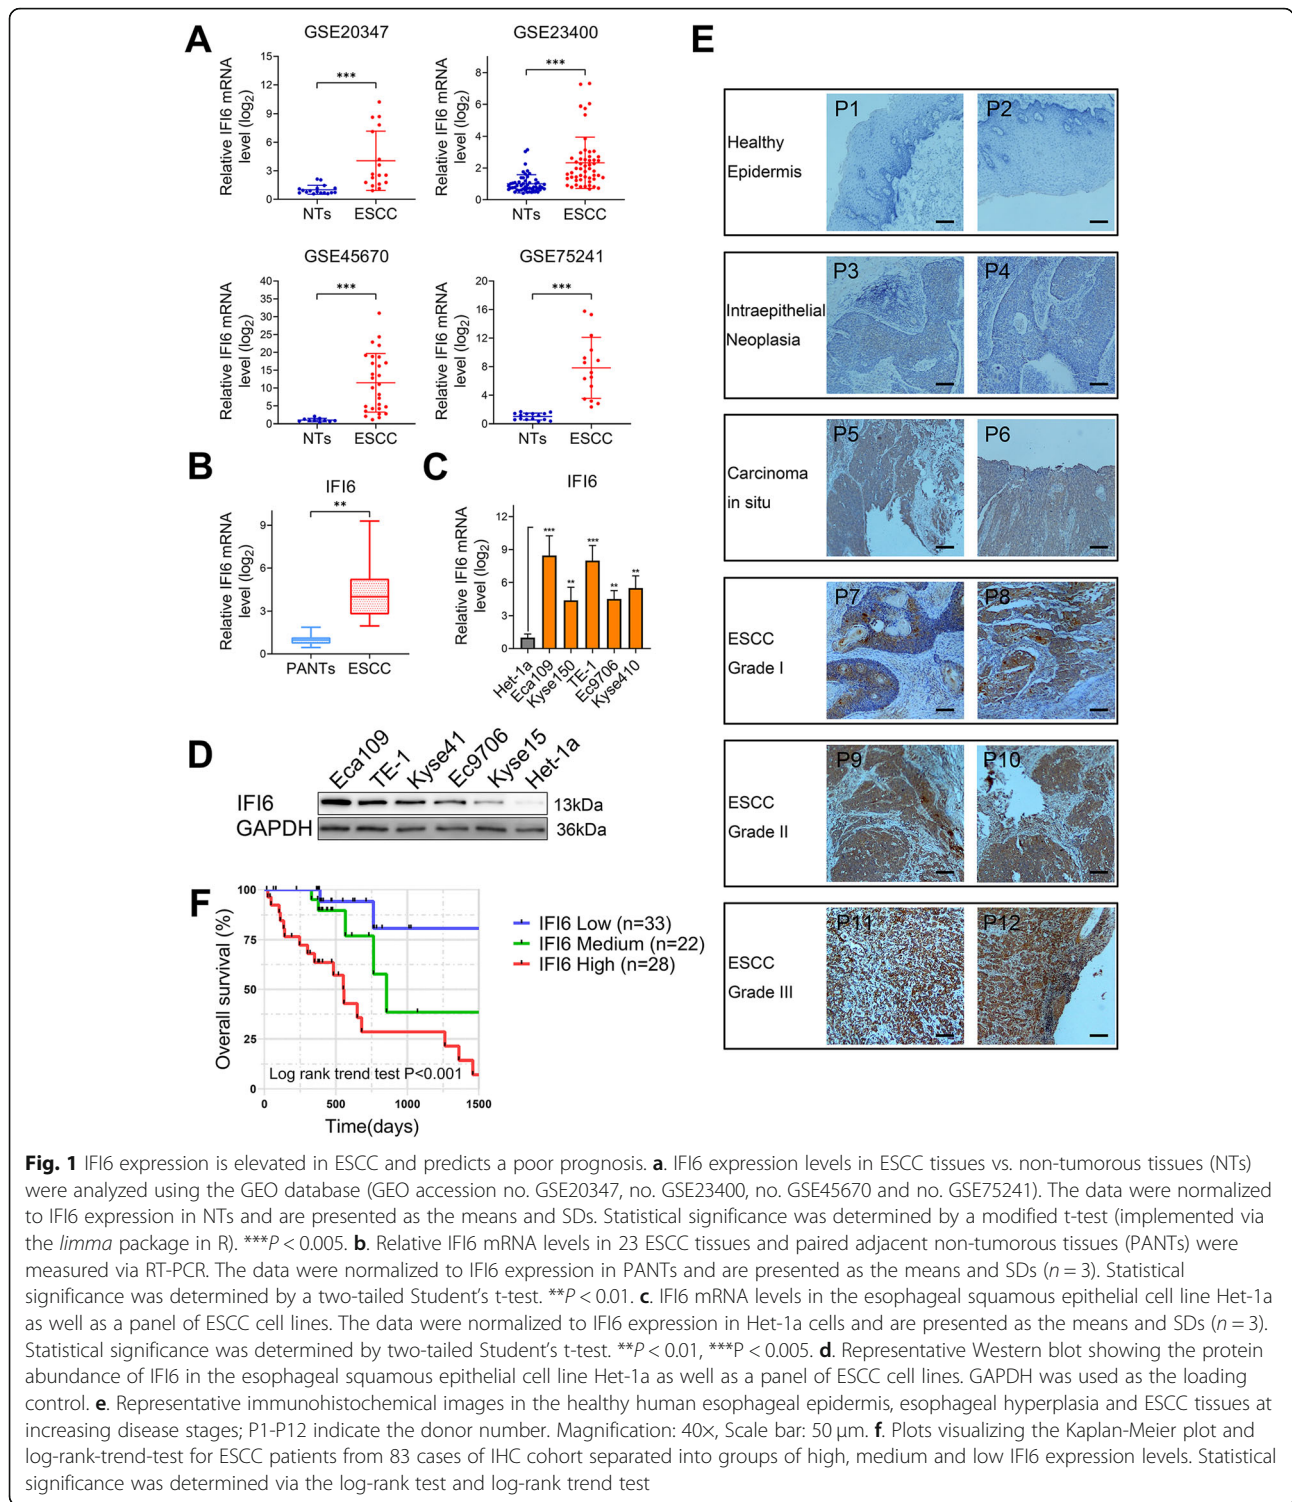 A
GSE20347
Relative IFI6 mRNA
level (log2)
15
12
9
6
3
0
***
NTs
ESCC
GSE23400
Relative IFI6 mRNA
level (log2)
8
6
4
2
0
***
NTs
ESCC
GSE45670
Relative IFI6 mRNA
level (log2)
40
35
30
25
20
15
10
5
0
***
NTs
ESCC
GSE75241
Relative IFI6 mRNA
level (log2)
20
16
12
8
4
0
***
NTs
ESCC
B
IFI6
Relative IFI6 mRNA
level (log2)
9
6
3
0
**
PANTs
ESCC
C
IFI6
Relative IFI6 mRNA
level (log2)
12
9
6
3
0
***
**
***
**
**
Het-1a
Eca109
Kyse150
TE-1
Ec9706
Kyse410
D
Eca109
TE-1
Kyse41
Ec9706
Kyse15
Het-1a
IFI6
13kDa
GAPDH
36kDa
E
Healthy
Epidermis
P1
P2
Intraepithelial
Neoplasia
P3
P4
Carcinoma
in situ
P5
P6
ESCC
Grade I
P7
P8
ESCC
Grade II
P9
P10
ESCC
Grade III
P11
P12
F
Overall survival (%)
100
75
50
25
0
Log rank trend test P<0.001
0
500
1000
1500
Time(days)
IFI6 Low (n=33)
IFI6 Medium (n=22)
IFI6 High (n=28)
Fig. 1 IFI6 expression is elevated in ESCC and predicts a poor prognosis. a. IFI6 expression levels in ESCC tissues vs. non-tumorous tissues (NTs)
were analyzed using the GEO database (GEO accession no. GSE20347, no. GSE23400, no. GSE45670 and no. GSE75241). The data were normalized
to IFI6 expression in NTs and are presented as the means and SDs. Statistical significance was determined by a modified t-test (implemented via
the limma package in R). ***P < 0.005. b. Relative IFI6 mRNA levels in 23 ESCC tissues and paired adjacent non-tumorous tissues (PANTs) were
measured via RT-PCR. The data were normalized to IFI6 expression in PANTs and are presented as the means and SDs (n = 3). Statistical
significance was determined by a two-tailed Student's t-test. **P < 0.01. c. IFI6 mRNA levels in the esophageal squamous epithelial cell line Het-1a
as well as a panel of ESCC cell lines. The data were normalized to IFI6 expression in Het-1a cells and are presented as the means and SDs (n = 3).
Statistical significance was determined by two-tailed Student's t-test. **P < 0.01, ***P < 0.005. d. Representative Western blot showing the protein
abundance of IFI6 in the esophageal squamous epithelial cell line Het-1a as well as a panel of ESCC cell lines. GAPDH was used as the loading
control. e. Representative immunohistochemical images in the healthy human esophageal epidermis, esophageal hyperplasia and ESCC tissues at
increasing disease stages; P1-P12 indicate the donor number. Magnification: 40×, Scale bar: 50 μm. f. Plots visualizing the Kaplan-Meier plot and
log-rank-trend-test for ESCC patients from 83 cases of IHC cohort separated into groups of high, medium and low IFI6 expression levels. Statistical
significance was determined via the log-rank test and log-rank trend test